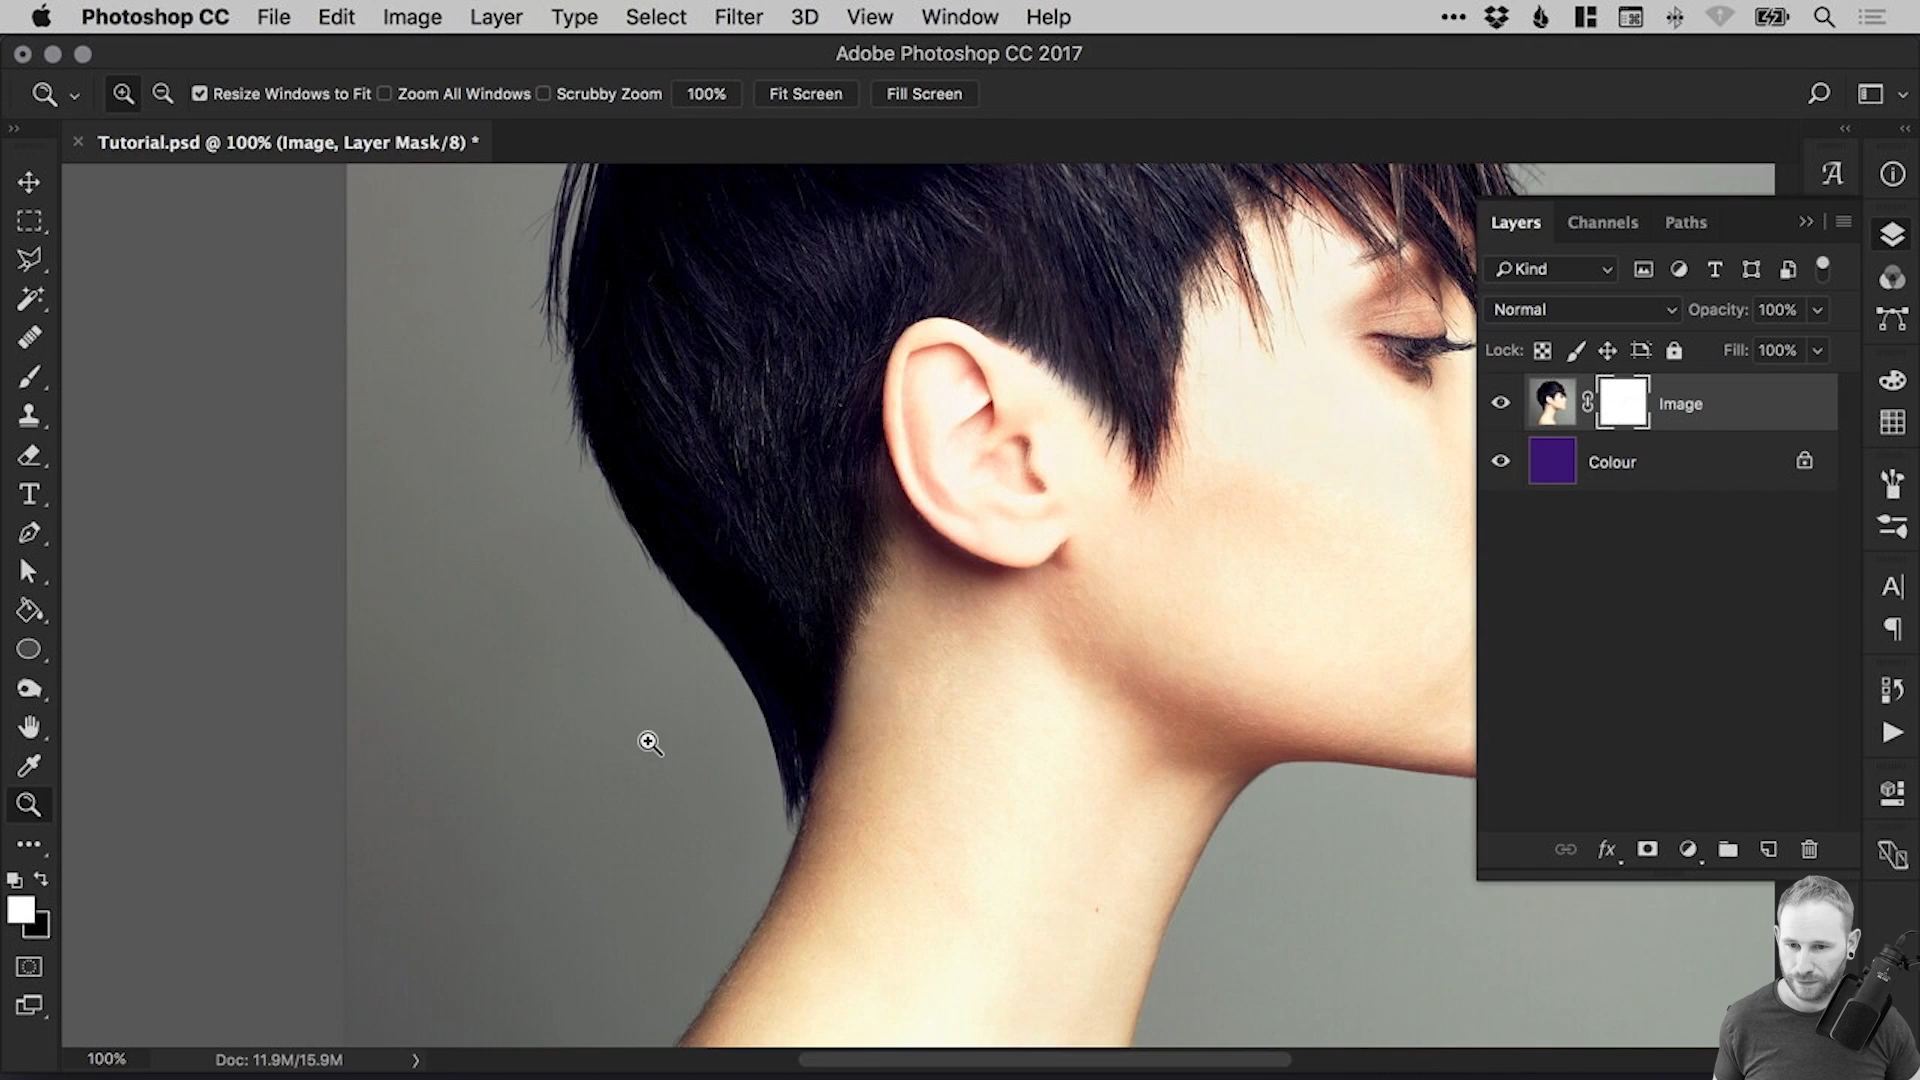 Photoshop CC File Edit Image Layer Type Select Filter 3D View Window Help
Adobe Photoshop CC 2017
Resize Windows to Fit Zoom All Windows Scrubby Zoom 100% Fit Screen Fill Screen
Tutorial.psd @ 100% (Image, Layer Mask/8) *
Layers Channels Paths
Kind
Normal Opacity: 100%
Lock: Fill: 100%
Image
Colour
fx
100% Doc: 11.9M/15.9M